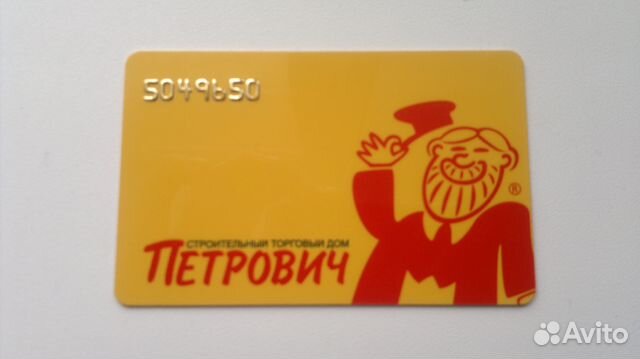 5049650
®
СТРОИТЕЛЬНЫЙ ТОРГОВЫЙ ДОМ
ПЕТРОВИЧ
Avito